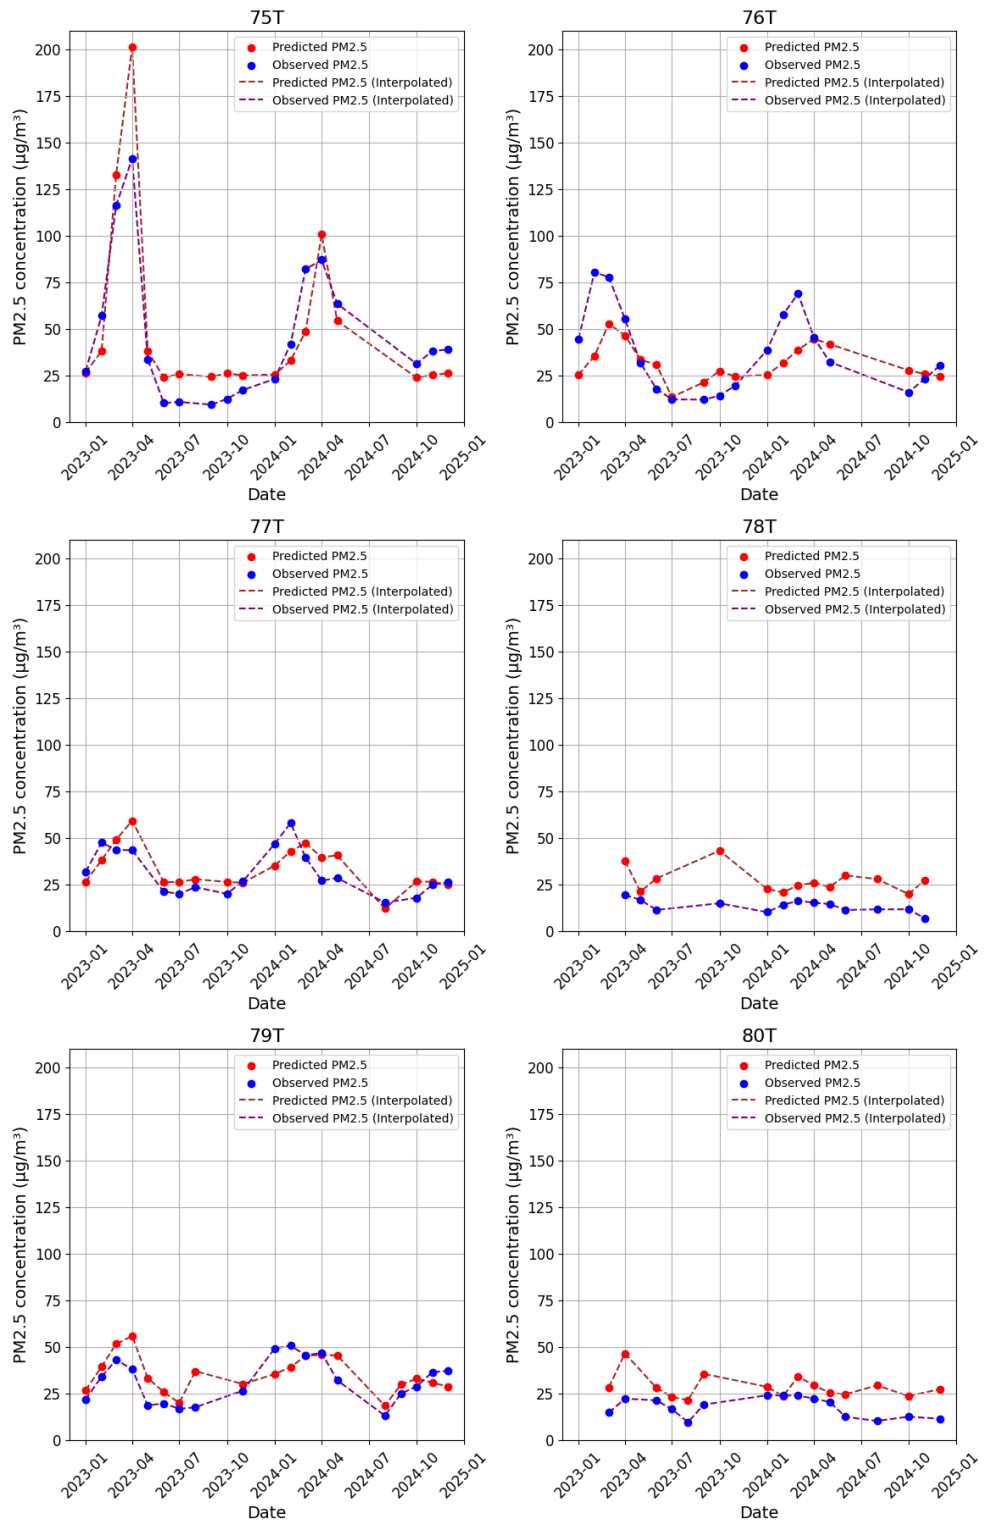 75T
Predicted PM2.5
Observed PM2.5
Predicted PM2.5 (Interpolated)
Observed PM2.5 (Interpolated)
PM2.5 concentration (µg/m³)
200
175
150
125
100
75
50
25
0
2023-01
2023-04
2023-07
2023-10
2024-01
2024-04
2024-07
2024-10
2025-01
Date
76T
Predicted PM2.5
Observed PM2.5
Predicted PM2.5 (Interpolated)
Observed PM2.5 (Interpolated)
PM2.5 concentration (µg/m³)
200
175
150
125
100
75
50
25
0
2023-01
2023-04
2023-07
2023-10
2024-01
2024-04
2024-07
2024-10
2025-01
Date
77T
Predicted PM2.5
Observed PM2.5
Predicted PM2.5 (Interpolated)
Observed PM2.5 (Interpolated)
PM2.5 concentration (µg/m³)
200
175
150
125
100
75
50
25
0
2023-01
2023-04
2023-07
2023-10
2024-01
2024-04
2024-07
2024-10
2025-01
Date
78T
Predicted PM2.5
Observed PM2.5
Predicted PM2.5 (Interpolated)
Observed PM2.5 (Interpolated)
PM2.5 concentration (µg/m³)
200
175
150
125
100
75
50
25
0
2023-01
2023-04
2023-07
2023-10
2024-01
2024-04
2024-07
2024-10
2025-01
Date
79T
Predicted PM2.5
Observed PM2.5
Predicted PM2.5 (Interpolated)
Observed PM2.5 (Interpolated)
PM2.5 concentration (µg/m³)
200
175
150
125
100
75
50
25
0
2023-01
2023-04
2023-07
2023-10
2024-01
2024-04
2024-07
2024-10
2025-01
Date
80T
Predicted PM2.5
Observed PM2.5
Predicted PM2.5 (Interpolated)
Observed PM2.5 (Interpolated)
PM2.5 concentration (µg/m³)
200
175
150
125
100
75
50
25
0
2023-01
2023-04
2023-07
2023-10
2024-01
2024-04
2024-07
2024-10
2025-01
Date